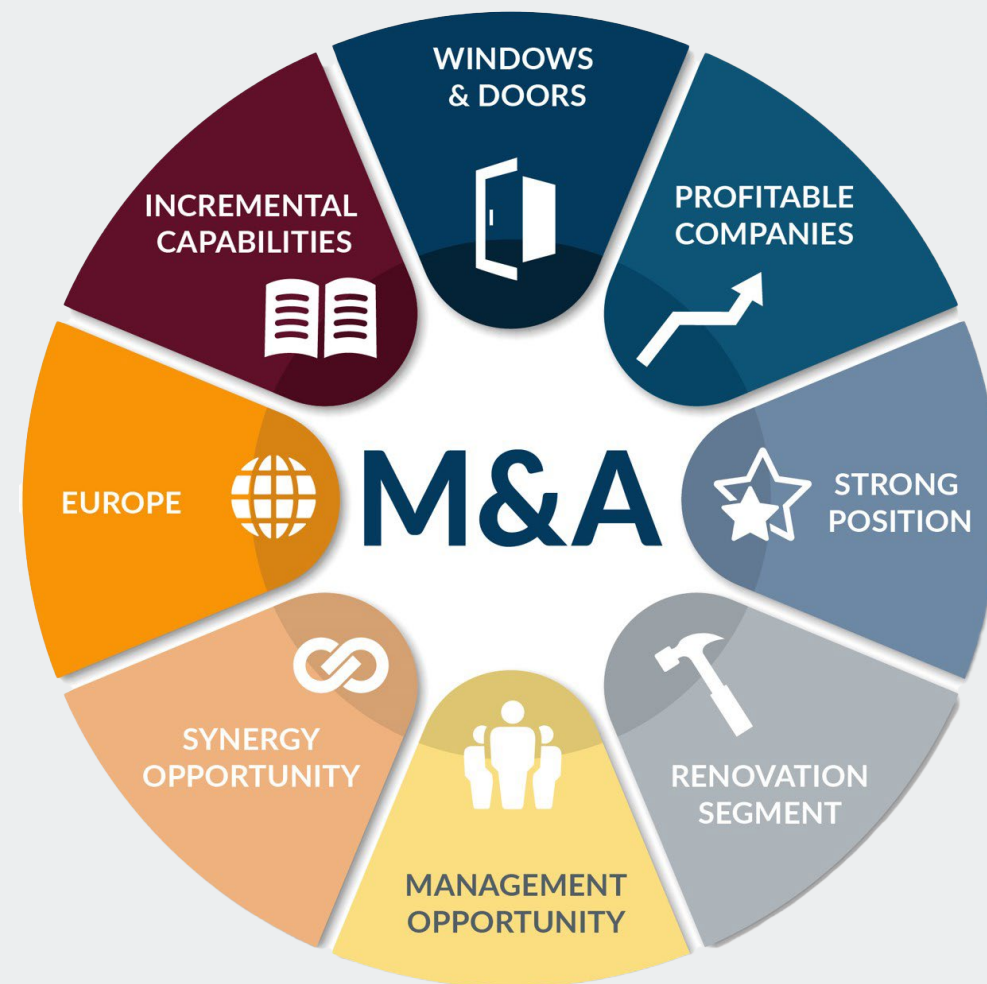 WINDOWS
& DOORS
PROFITABLE
COMPANIES
STRONG
POSITION
RENOVATION
SEGMENT
MANAGEMENT
OPPORTUNITY
SYNERGY
OPPORTUNITY
EUROPE
INCREMENTAL
CAPABILITIES
M&A